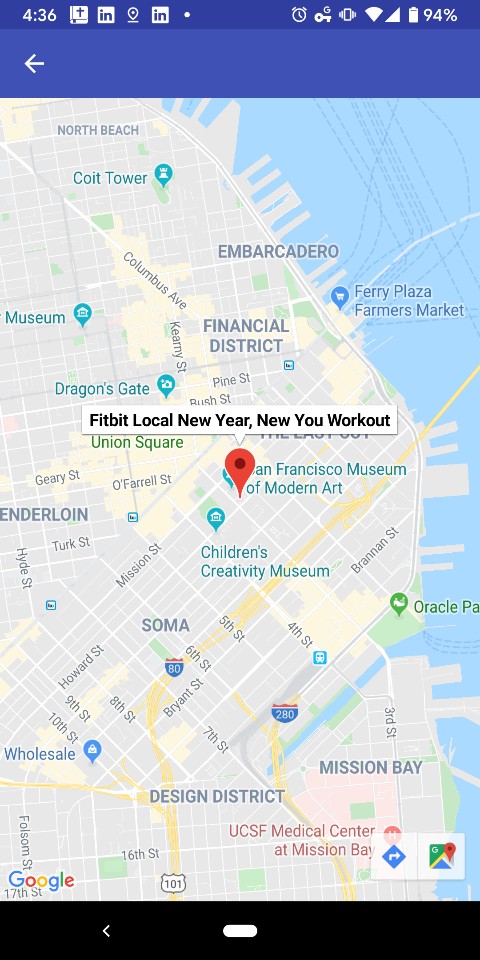 4:36
94%
NORTH BEACH
Coit Tower
EMBARCADERO
Columbus Ave
Ferry Plaza
Farmers Market
Museum
Kearny St
FINANCIAL
DISTRICT
Pine St
Dragon's Gate
Bush St
Fitbit Local New Year, New You Workout
THE EAST CUT
Union Square
San Francisco Museum
of Modern Art
Geary St
O'Farrell St
ENDERLOIN
Turk St
Hyde St
Mission St
Children's
Creativity Museum
Brannan St
Oracle Pa
SOMA
5th St
4th St
Howard St
6th St
80
9th St
8th St
Bryant St
10th St
7th St
280
3rd St
Wholesale
MISSION BAY
DESIGN DISTRICT
UCSF Medical Center
at Mission Bay
Folsom St
16th St
Google
101
17th St